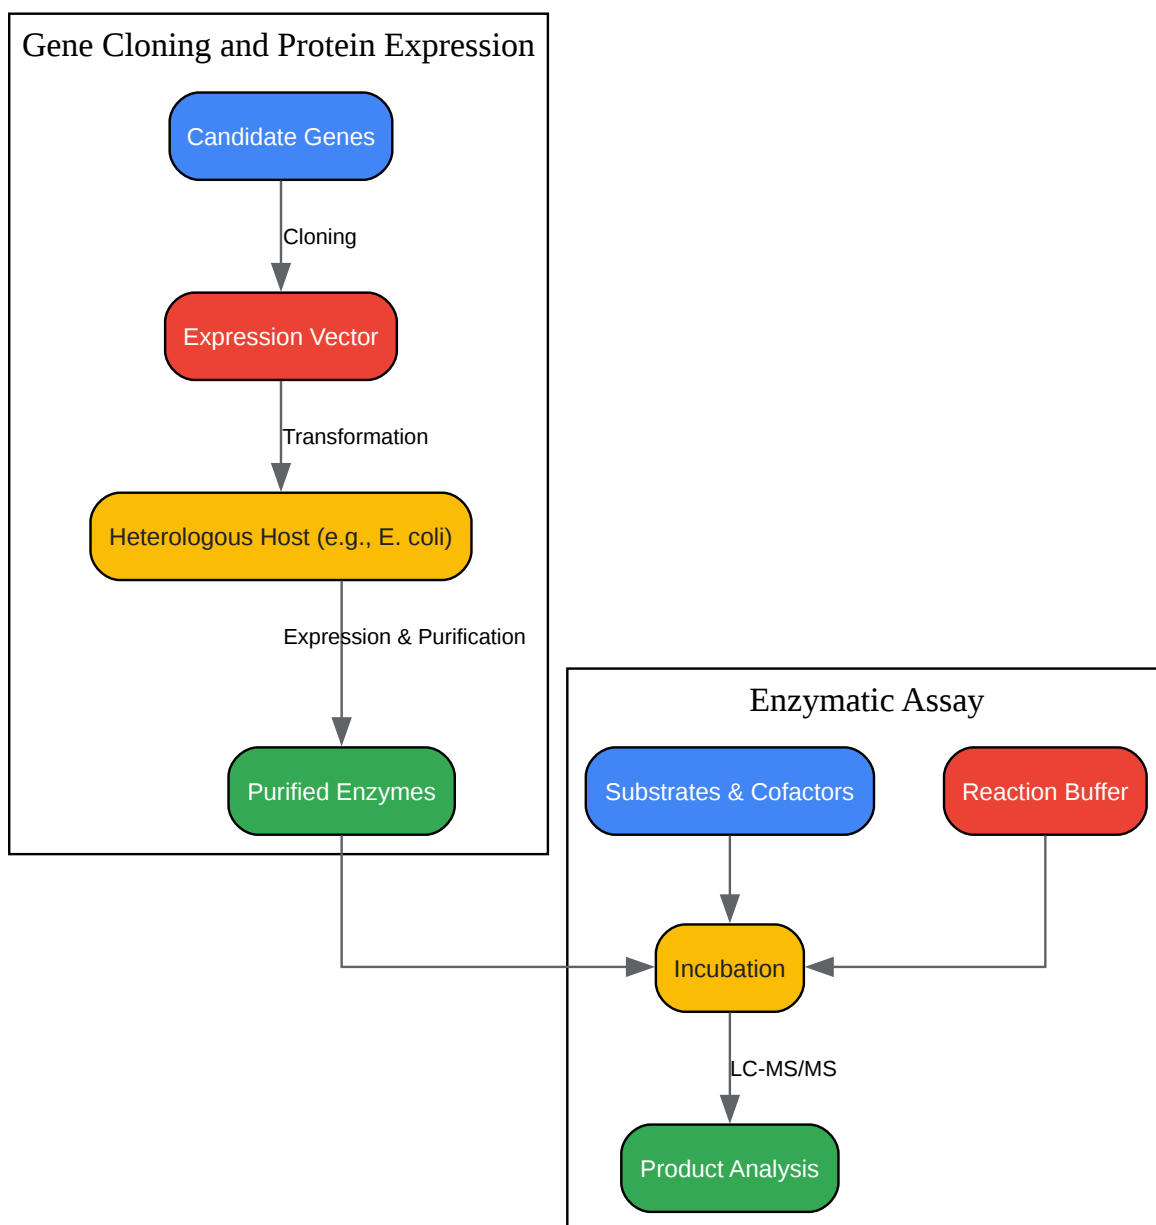 Gene Cloning and Protein Expression
Candidate Genes
Cloning
Expression Vector
Transformation
Heterologous Host (e.g., E. coli)
Expression & Purification
Purified Enzymes
Enzymatic Assay
Substrates & Cofactors
Reaction Buffer
Incubation
LC-MS/MS
Product Analysis